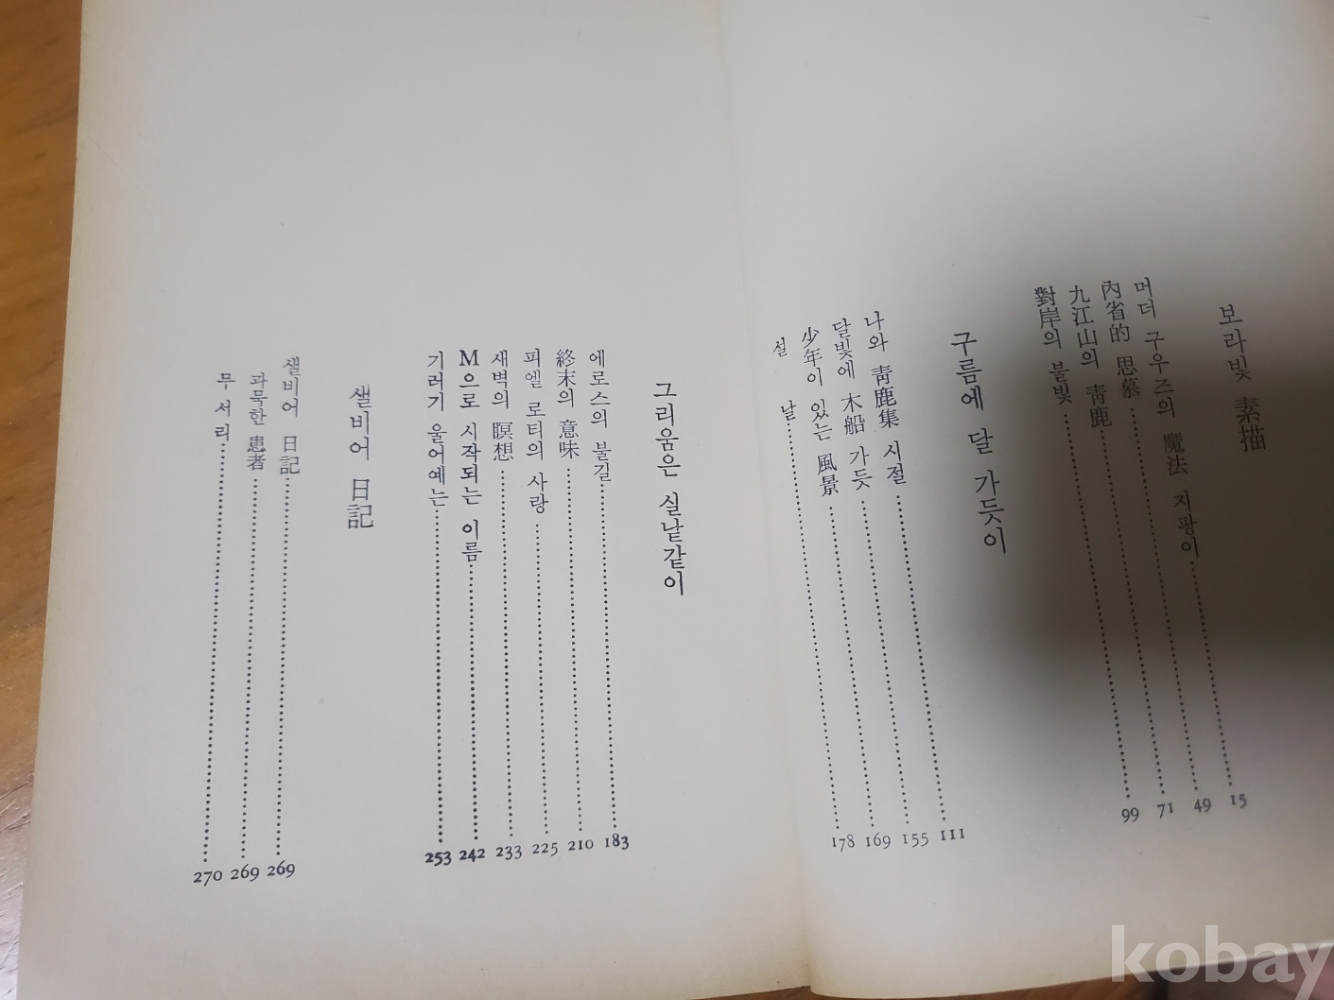 보라빛 素描
머더 구우즈의 魔法 지팡이 15
內省的 思慕 49
九江山의 靑鹿 71
對岸의 불빛 99
구름에 달 가듯이
나와 靑鹿集 시절 111
달빛에 木船 가듯 155
少年이 있는 風景 169
설 날 178
그리움은 실낱같이
에로스의 불길 183
終末의 意味 210
피엘 로티의 사랑 225
새벽의 瞑想 233
M으로 시작되는 이름 242
기러기 울어예는 253
샐비어 日記
샐비어 日記 269
과묵한 患者 269
무서리 270
kobay